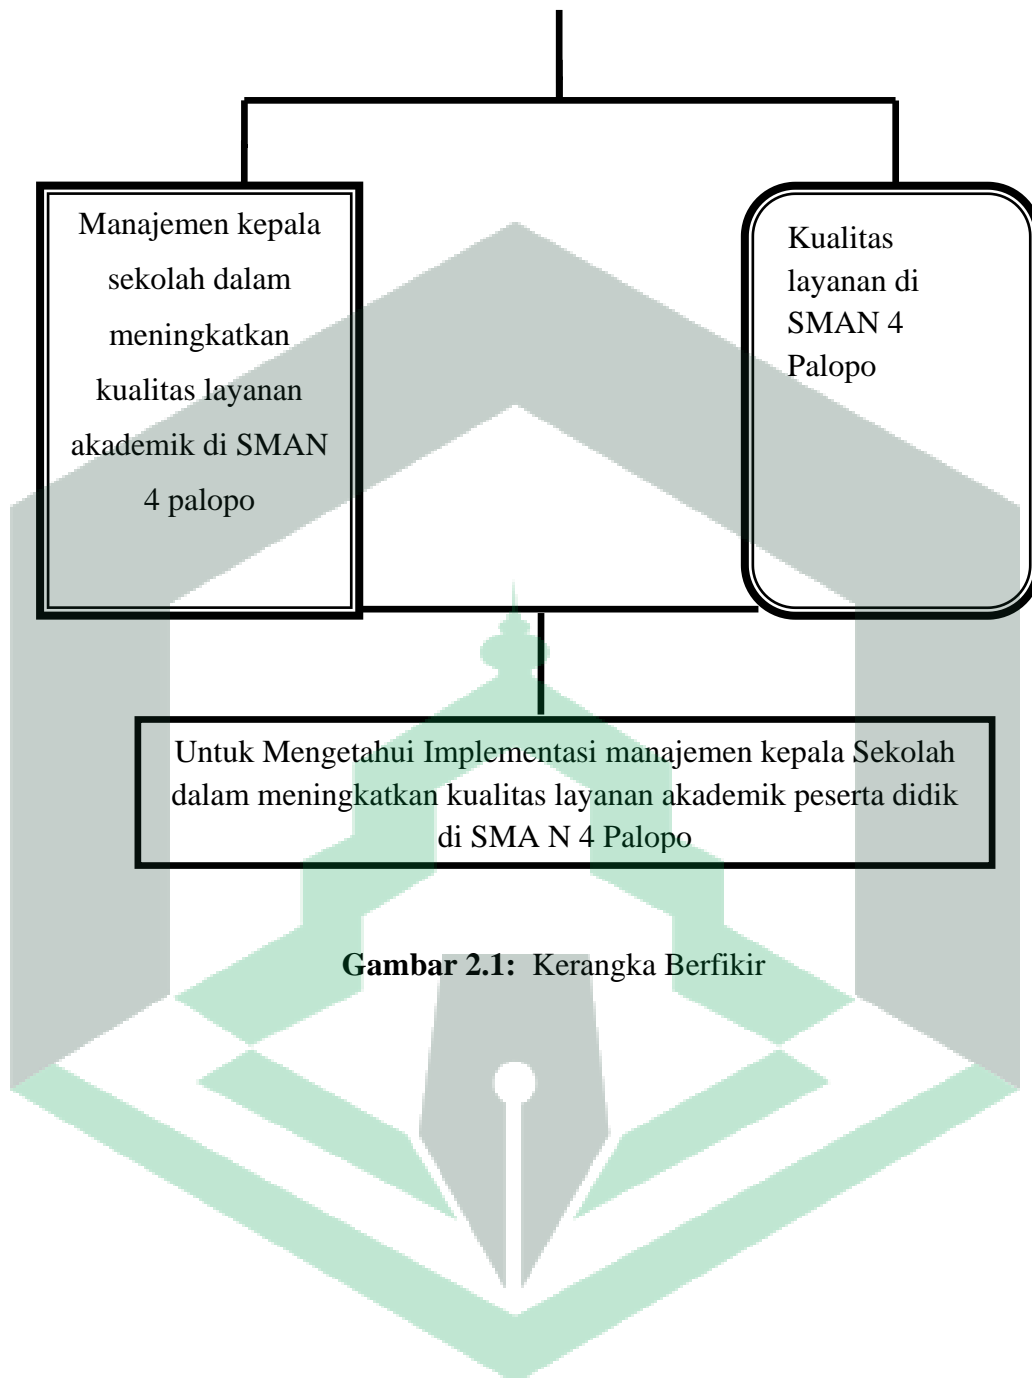 Manajemen kepala
sekolah dalam
meningkatkan
kualitas layanan
akademik di SMAN
4 palopo
Kualitas
layanan di
SMAN 4
Palopo
Untuk Mengetahui Implementasi manajemen kepala Sekolah
dalam meningkatkan kualitas layanan akademik peserta didik
di SMA N 4 Palopo
Gambar 2.1: Kerangka Berfikir